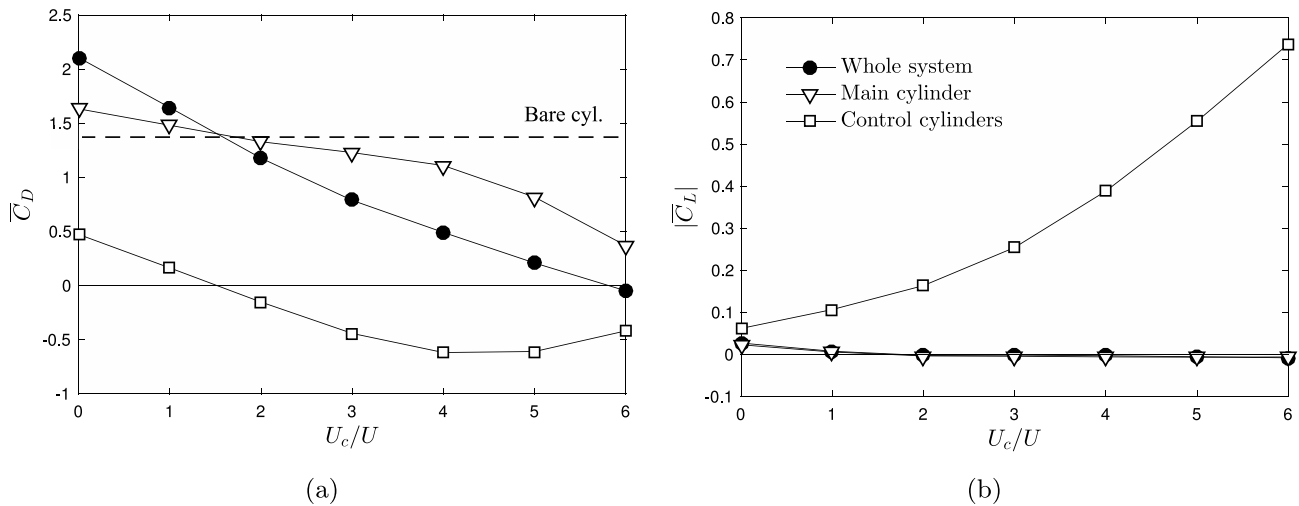 2.5
2
1.5
1
0.5
0
-0.5
-1
0 1 2 3 4 5 6
C̅_D
U_c/U
Bare cyl.
(a)
0.8
0.7
0.6
0.5
0.4
0.3
0.2
0.1
0
-0.1
0 1 2 3 4 5 6
|C̅_L|
U_c/U
Whole system
Main cylinder
Control cylinders
(b)